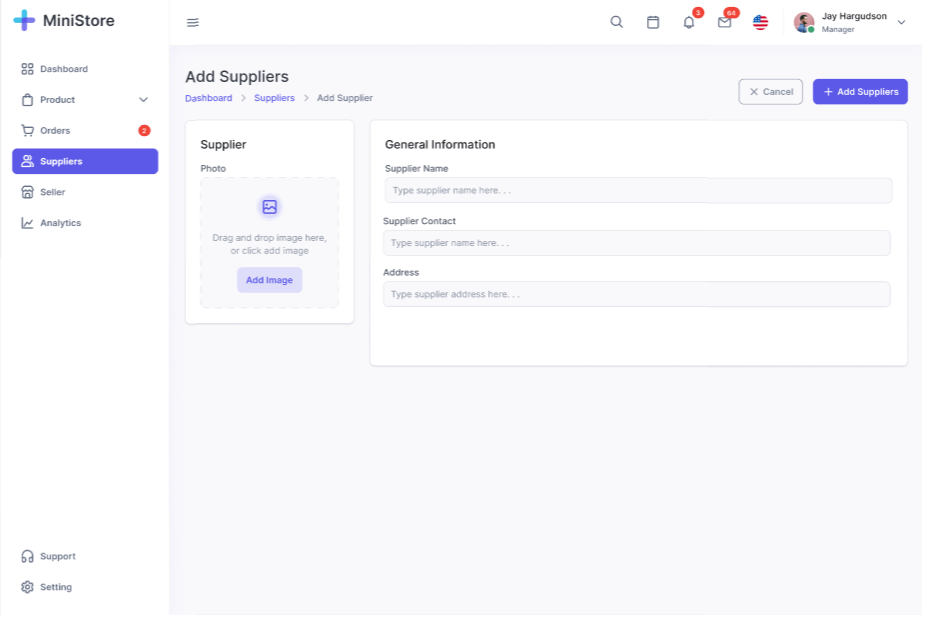 MiniStore
3
64
Jay Hargudson
Manager
Dashboard
Product
Orders
2
Suppliers
Seller
Analytics
Support
Setting
Add Suppliers
Dashboard > Suppliers > Add Supplier
Cancel
+ Add Suppliers
Supplier
Photo
Drag and drop image here,
or click add image
Add Image
General Information
Supplier Name
Type supplier name here. . .
Supplier Contact
Type supplier name here. . .
Address
Type supplier address here. . .